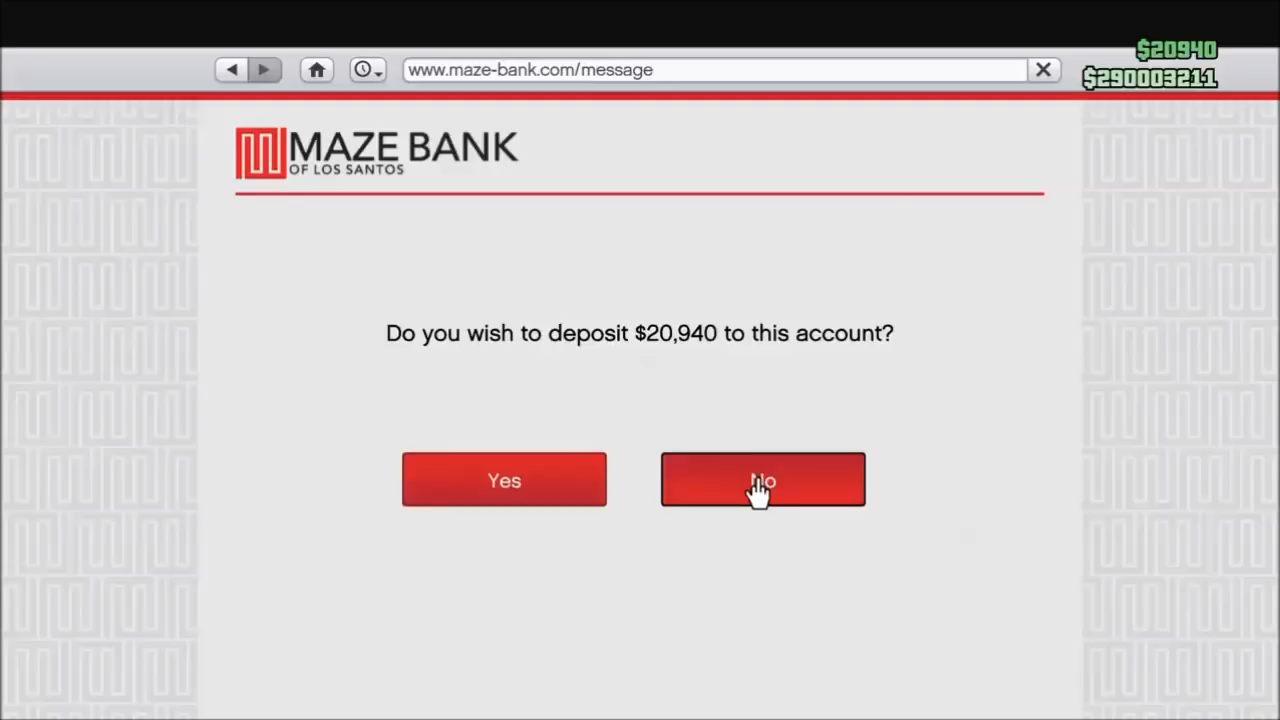 $20940
www.maze-bank.com/message
$290003211
MAZE BANK
OF LOS SANTOS
Do you wish to deposit $20,940 to this account?
Yes
No